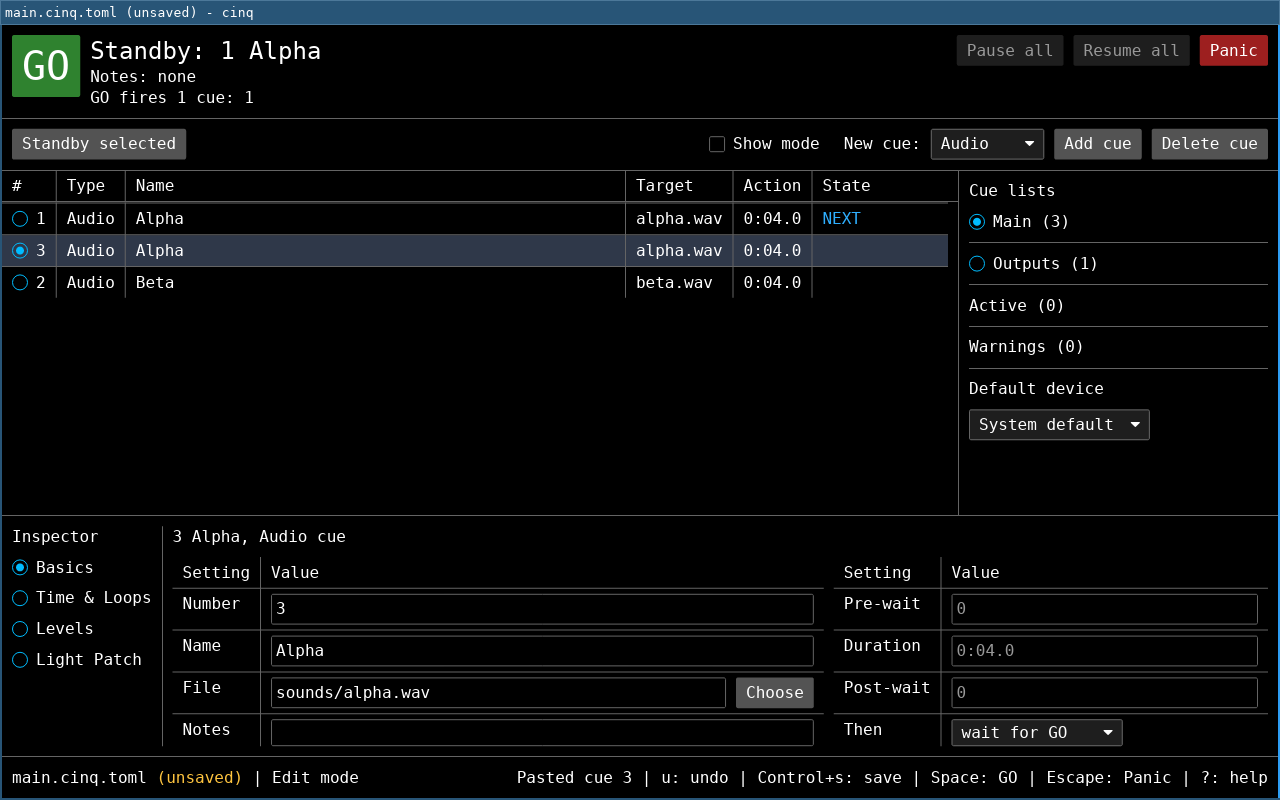 main.cinq.toml (unsaved) - cinq
GO
Standby: 1 Alpha
Notes: none
GO fires 1 cue: 1
Pause all
Resume all
Panic
Standby selected
Show mode
New cue:
Audio
Add cue
Delete cue
# Type Name Target Action State
1 Audio Alpha alpha.wav 0:04.0 NEXT
3 Audio Alpha alpha.wav 0:04.0
2 Audio Beta beta.wav 0:04.0
Cue lists
Main (3)
Outputs (1)
Active (0)
Warnings (0)
Default device
System default
Inspector
Basics
Time & Loops
Levels
Light Patch
3 Alpha, Audio cue
Setting Value
Number 3
Name Alpha
File sounds/alpha.wav Choose
Notes
Setting Value
Pre-wait 0
Duration 0:04.0
Post-wait 0
Then wait for GO
main.cinq.toml (unsaved) | Edit mode
Pasted cue 3 | u: undo | Control+s: save | Space: GO | Escape: Panic | ?: help